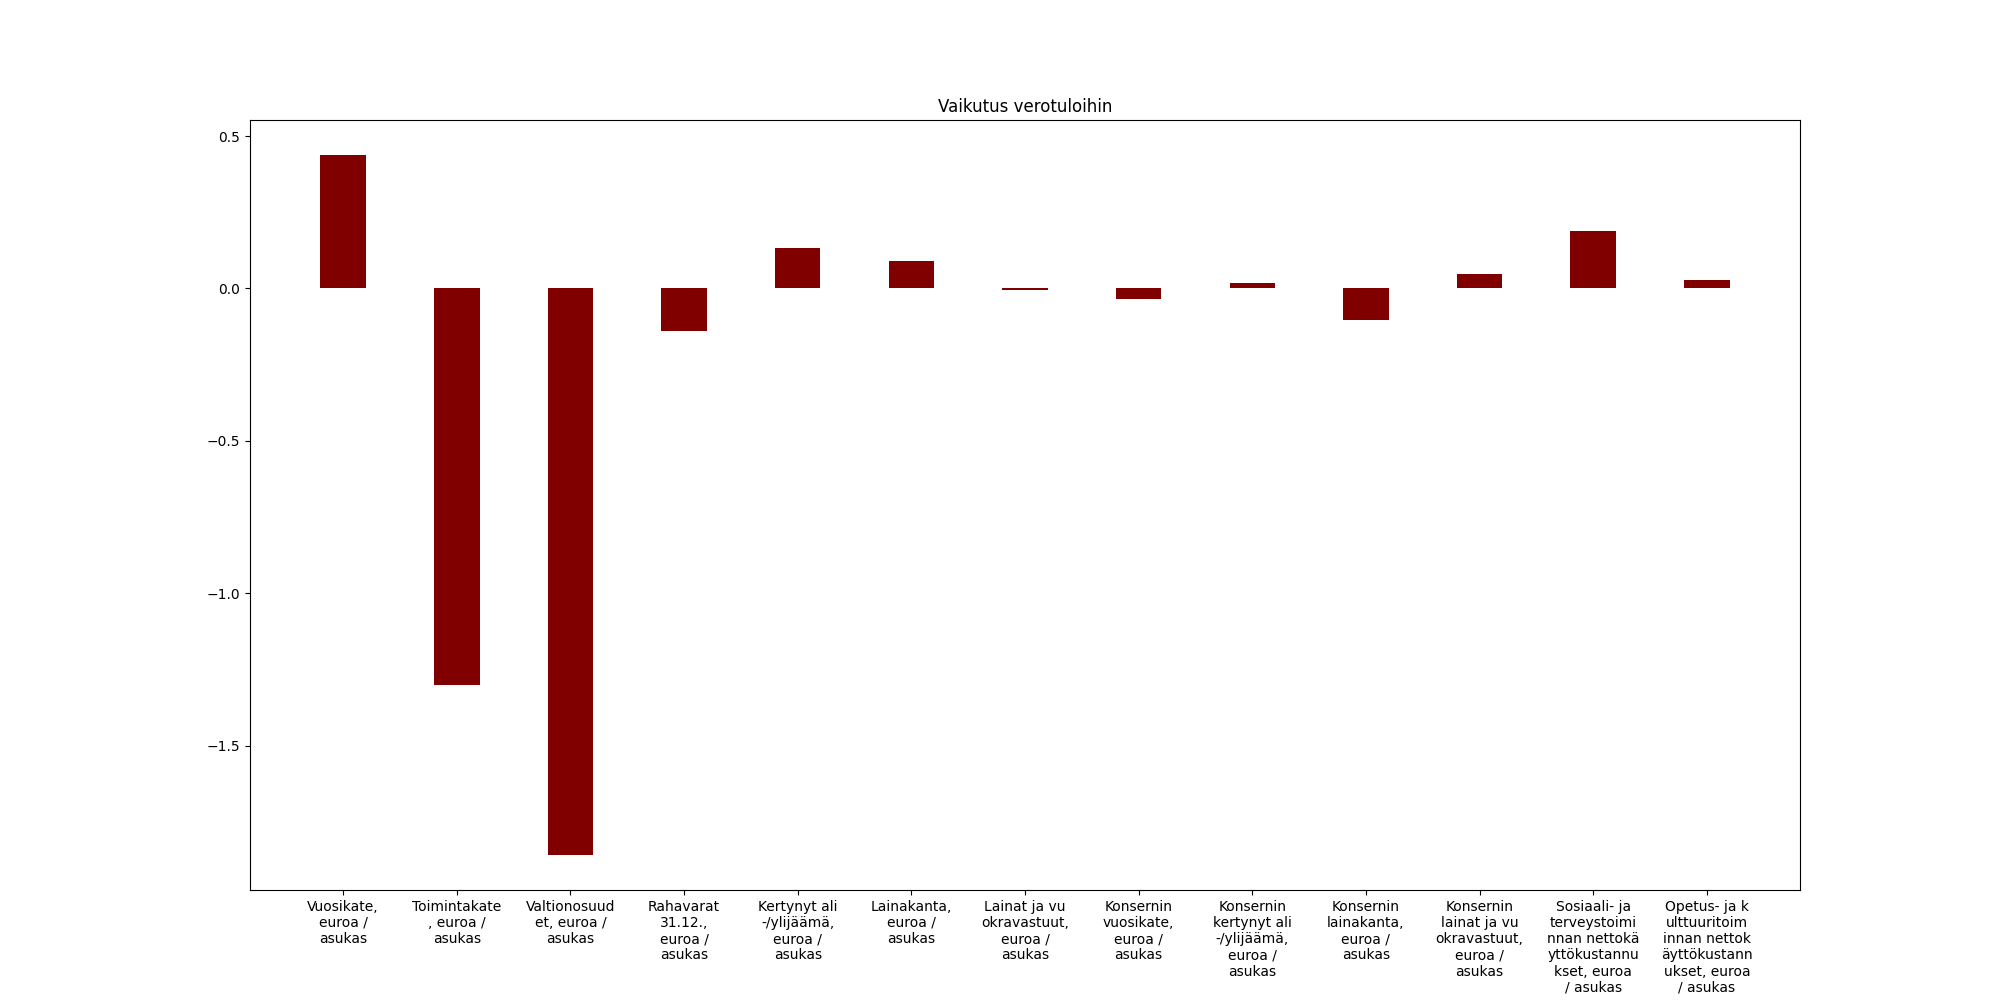 Vaikutus verotuloihin
0.5
0.0
−0.5
−1.0
−1.5
Vuosikate,
euroa /
asukas
Toimintakate
, euroa /
asukas
Valtionosuud
et, euroa /
asukas
Rahavarat
31.12.,
euroa /
asukas
Kertynyt ali
-/ylijäämä,
euroa /
asukas
Lainakanta,
euroa /
asukas
Lainat ja vu
okravastuut,
euroa /
asukas
Konsernin
vuosikate,
euroa /
asukas
Konsernin
kertynyt ali
-/ylijäämä,
euroa /
asukas
Konsernin
lainakanta,
euroa /
asukas
Konsernin
lainat ja vu
okravastuut,
euroa /
asukas
Sosiaali- ja
terveystoimi
nnan nettokä
yttökustannu
kset, euroa
/ asukas
Opetus- ja k
ulttuuritoim
innan nettok
äyttökustann
ukset, euroa
/ asukas